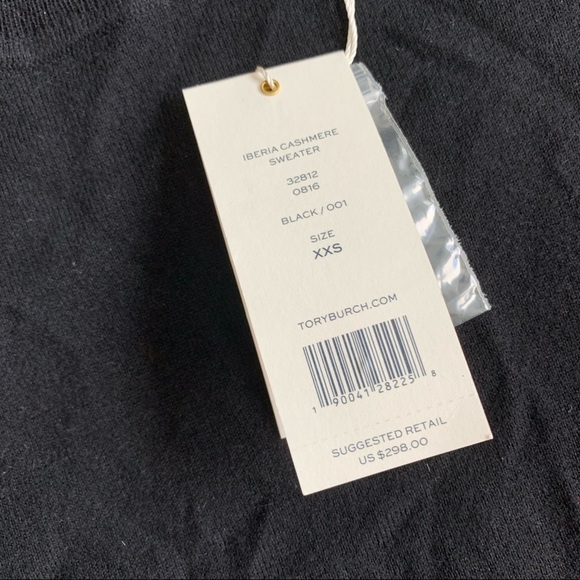 IBERIA CASHMERE
SWEATER
32812
0816
BLACK / 001
SIZE
XXS
TORYBURCH.COM
1 90041 28225 8
SUGGESTED RETAIL
US $298.00